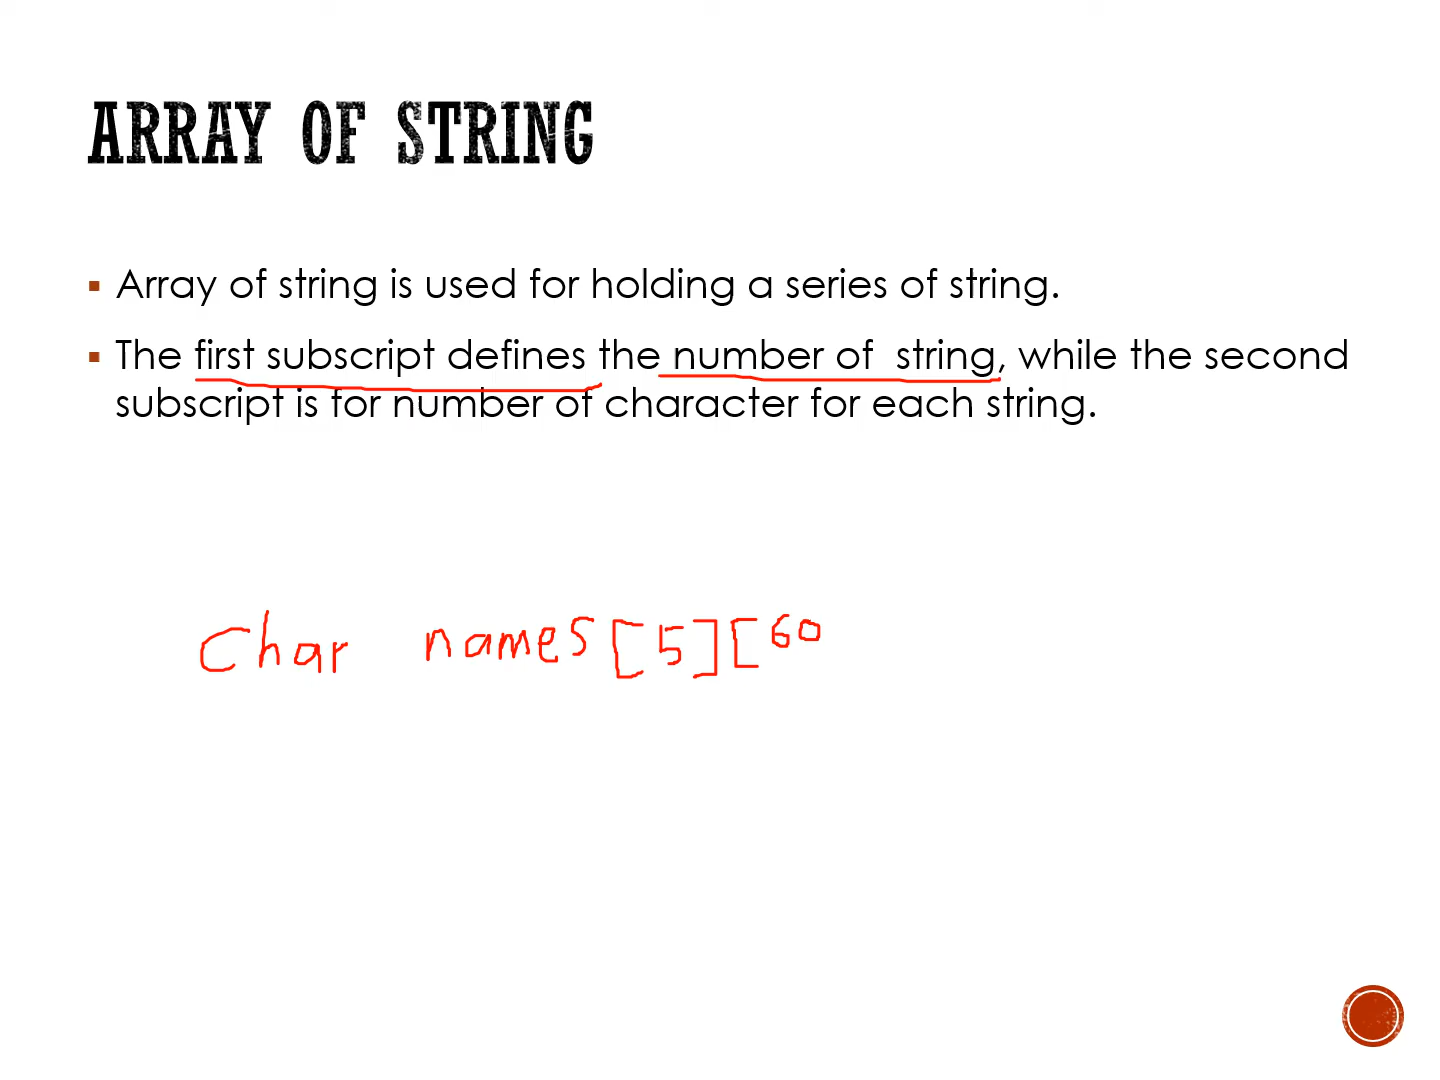 ARRAY OF STRING
Array of string is used for holding a series of string.
The first subscript defines the number of string, while the second
subscript is for number of character for each string.
Char names[5][60